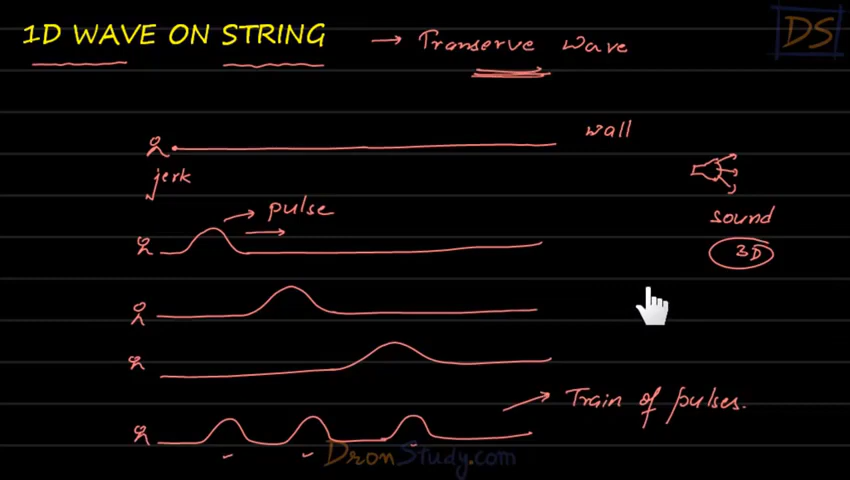 1D WAVE ON STRING → Transerve Wave
DS
wall
jerk
pulse
sound
3D
Train of pulses.
DronStudy.com